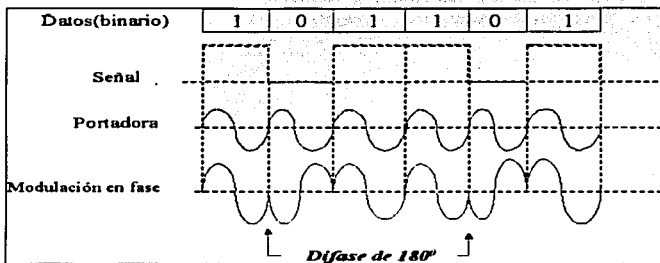 Datos(binario) 1 0 1 1 0 1
Señal
Portadora
Modulación en fase
Difase de 180º